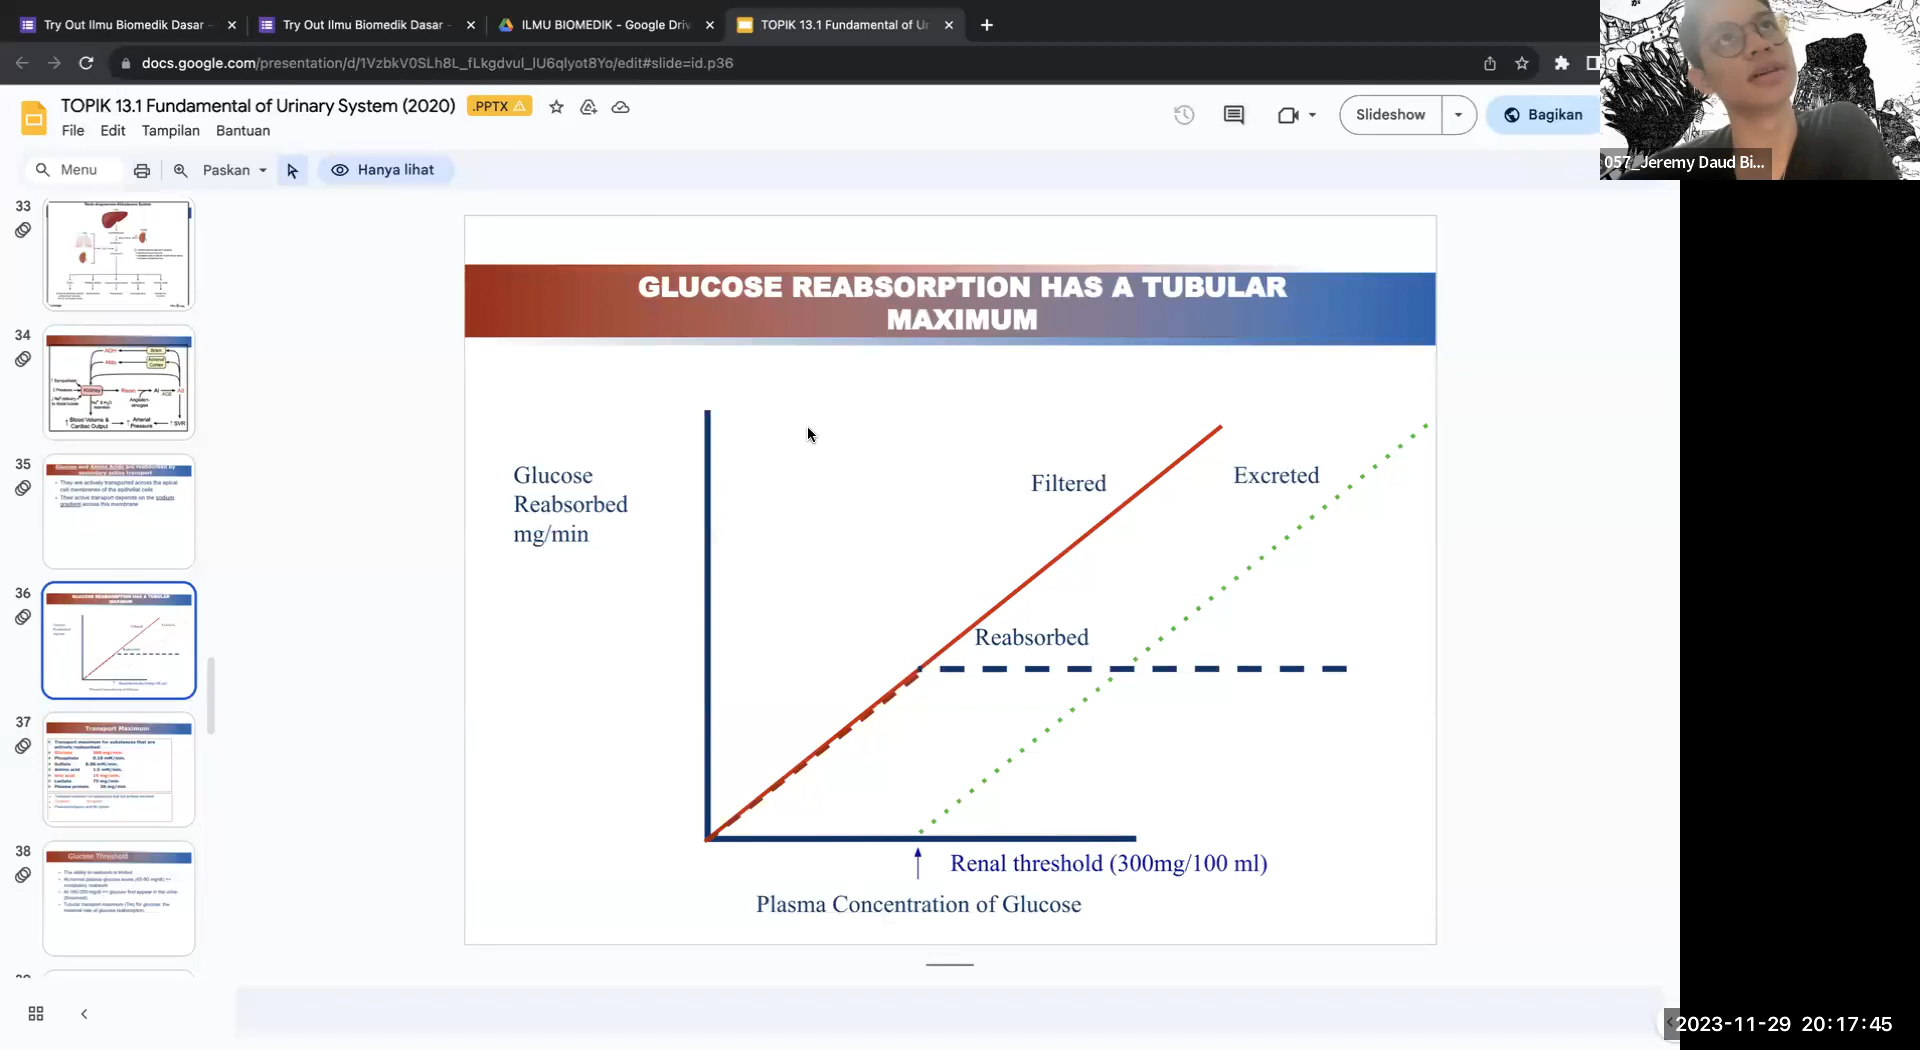 Try Out Ilmu Biomedik Dasar -
Try Out Ilmu Biomedik Dasar -
ILMU BIOMEDIK - Google Driv
TOPIK 13.1 Fundamental of Ur
docs.google.com/presentation/d/1VzbkV0SLh8L_fLkgdvul_lU6qlyot8Yo/edit#slide=id.p36
TOPIK 13.1 Fundamental of Urinary System (2020)
.PPTX
File Edit Tampilan Bantuan
Slideshow
Bagikan
057_Jeremy Daud Bi...
Menu
Paskan
Hanya lihat
33
34
35
36
37
Transport Maximum
38
Glucose Threshold
GLUCOSE REABSORPTION HAS A TUBULAR
MAXIMUM
Glucose
Reabsorbed
mg/min
Filtered
Excreted
Reabsorbed
Renal threshold (300mg/100 ml)
Plasma Concentration of Glucose
2023-11-29 20:17:45